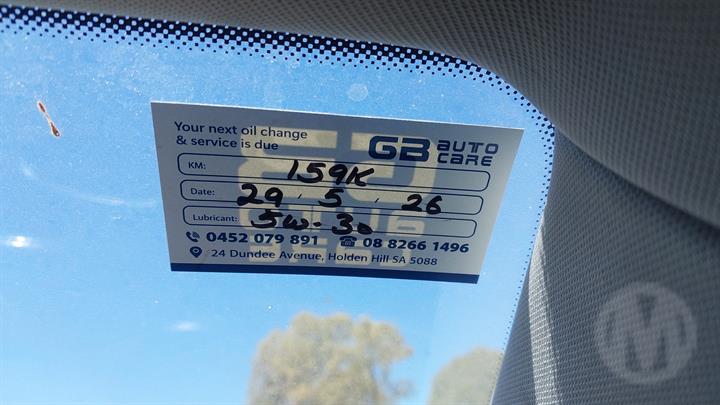 Your next oil change
& service is due
GB AUTO
CARE
KM: 159K
Date: 29 . 5 . 26
Lubricant: 5W-30
0452 079 891 08 8266 1496
24 Dundee Avenue, Holden Hill SA 5088
M